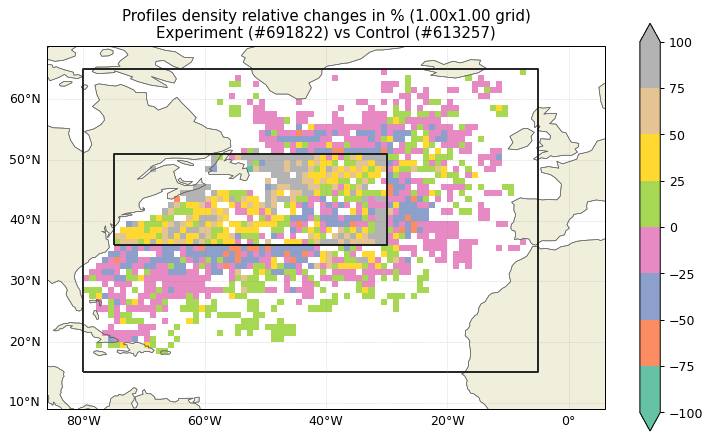 Profiles density relative changes in % (1.00x1.00 grid)
Experiment (#691822) vs Control (#613257)
60°N
50°N
40°N
30°N
20°N
10°N
80°W
60°W
40°W
20°W
0°
100
75
50
25
0
−25
−50
−75
−100